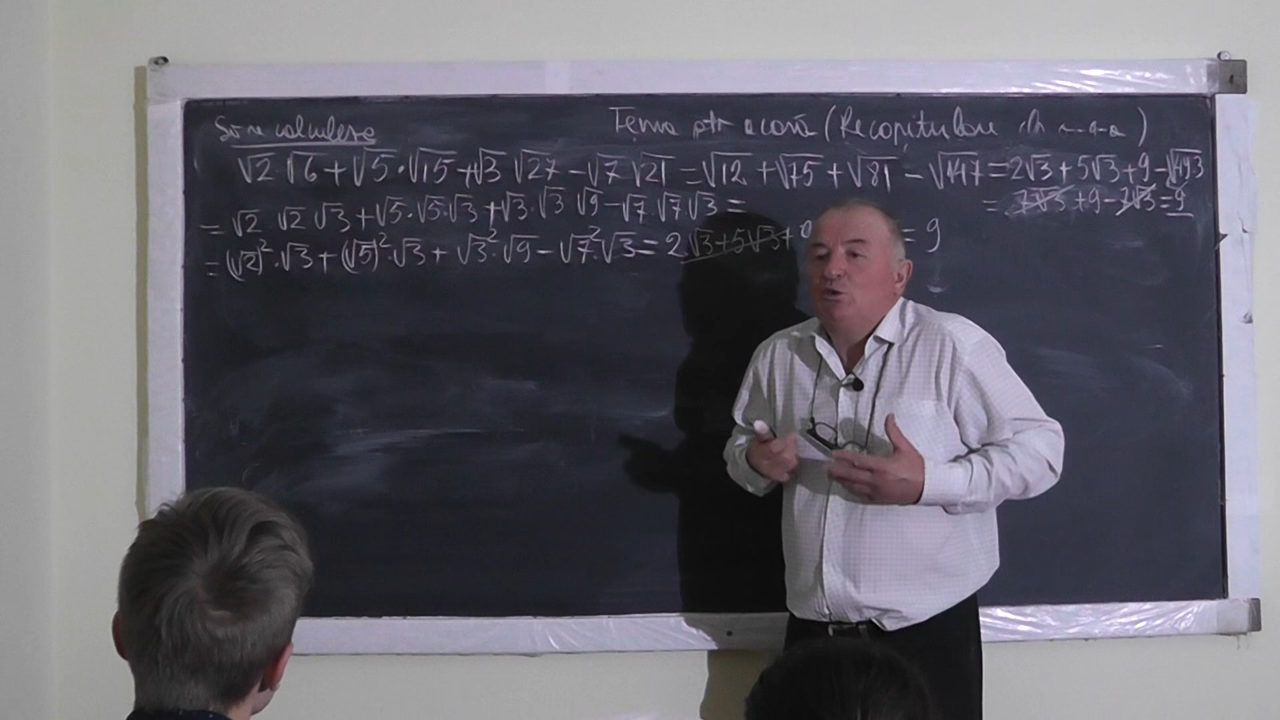 Să se calculeze
Tema ptr acasă (Recapitulare din
√2 √6 + √5·√15 + √3 √27 − √7 √21 = √12 + √75 + √81 − √147 = 2√3 + 5√3 + 9 − √49·3
= 7√3 + 9 − 7√3 = 9
= √2 √2 √3 + √5·√5·√3 + √3·√3 √9 − √7·√7√3 =
= (√2)²·√3 + (√5)²·√3 + √3²·√9 − √7²·√3 = 2√3 + 5√3 + 9 = 9